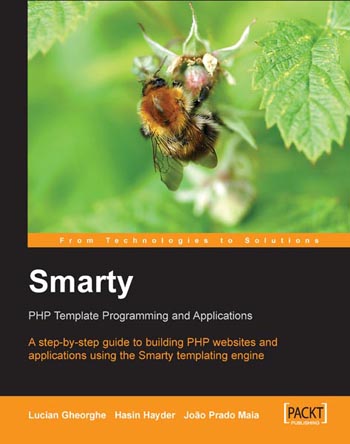 From Technologies to Solutions
Smarty
PHP Template Programming and Applications
A step-by-step guide to building PHP websites and
applications using the Smarty templating engine
Lucian Gheorghe Hasin Hayder João Prado Maia
PACKT
PUBLISHING